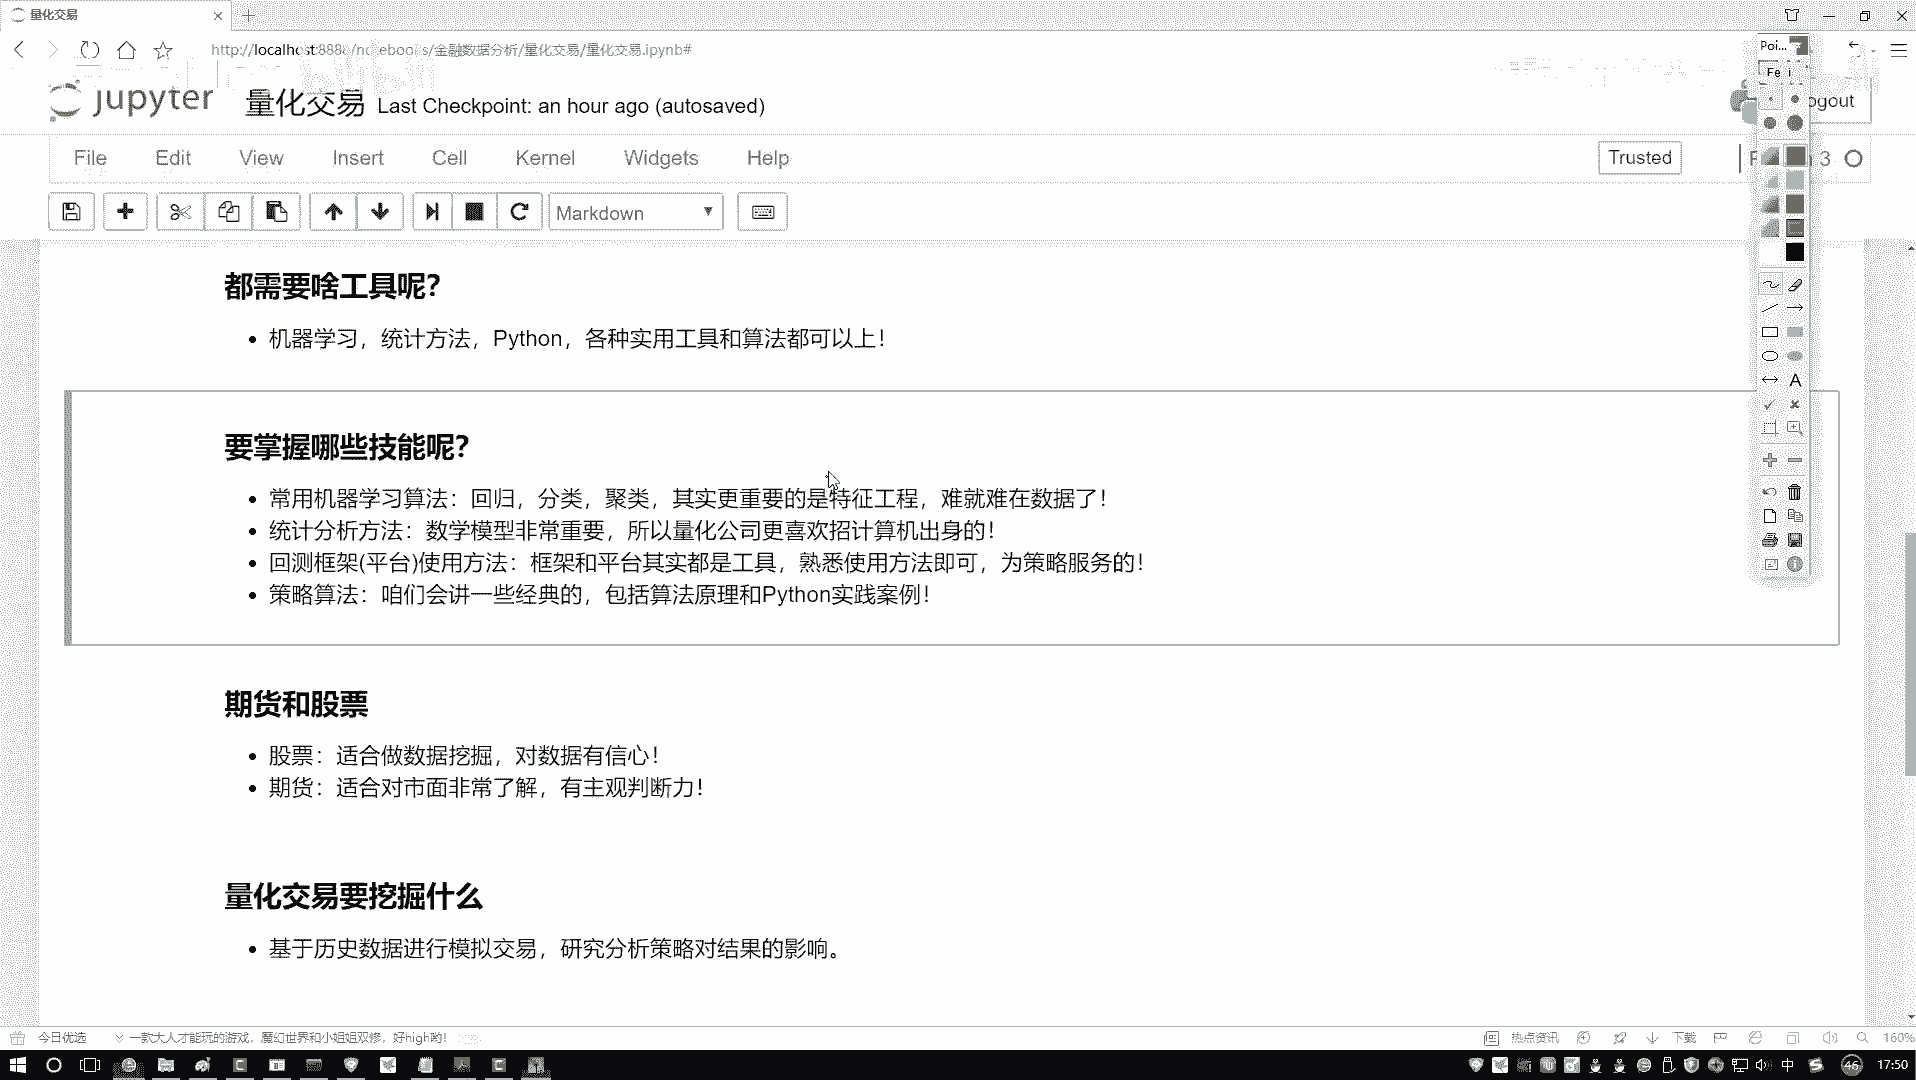 量化交易
http://localhost:8888/notebooks/金融数据分析/量化交易/量化交易.ipynb#
jupyter 量化交易 Last Checkpoint: an hour ago (autosaved)
File Edit View Insert Cell Kernel Widgets Help
Trusted
3
Markdown
都需要啥工具呢?
机器学习，统计方法，Python，各种实用工具和算法都可以上！
要掌握哪些技能呢?
常用机器学习算法：回归，分类，聚类，其实更重要的是特征工程，难就难在数据了！
统计分析方法：数学模型非常重要，所以量化公司更喜欢招计算机出身的！
回测框架(平台)使用方法：框架和平台其实都是工具，熟悉使用方法即可，为策略服务的！
策略算法：咱们会讲一些经典的，包括算法原理和Python实践案例！
期货和股票
股票：适合做数据挖掘，对数据有信心！
期货：适合对市面非常了解，有主观判断力！
量化交易要挖掘什么
基于历史数据进行模拟交易，研究分析策略对结果的影响。
今日优选 一款大人才能玩的游戏，魔幻世界和小姐姐双修，好high哟! 热点资讯 下载 160%
中 46 17:50
Poi...
A